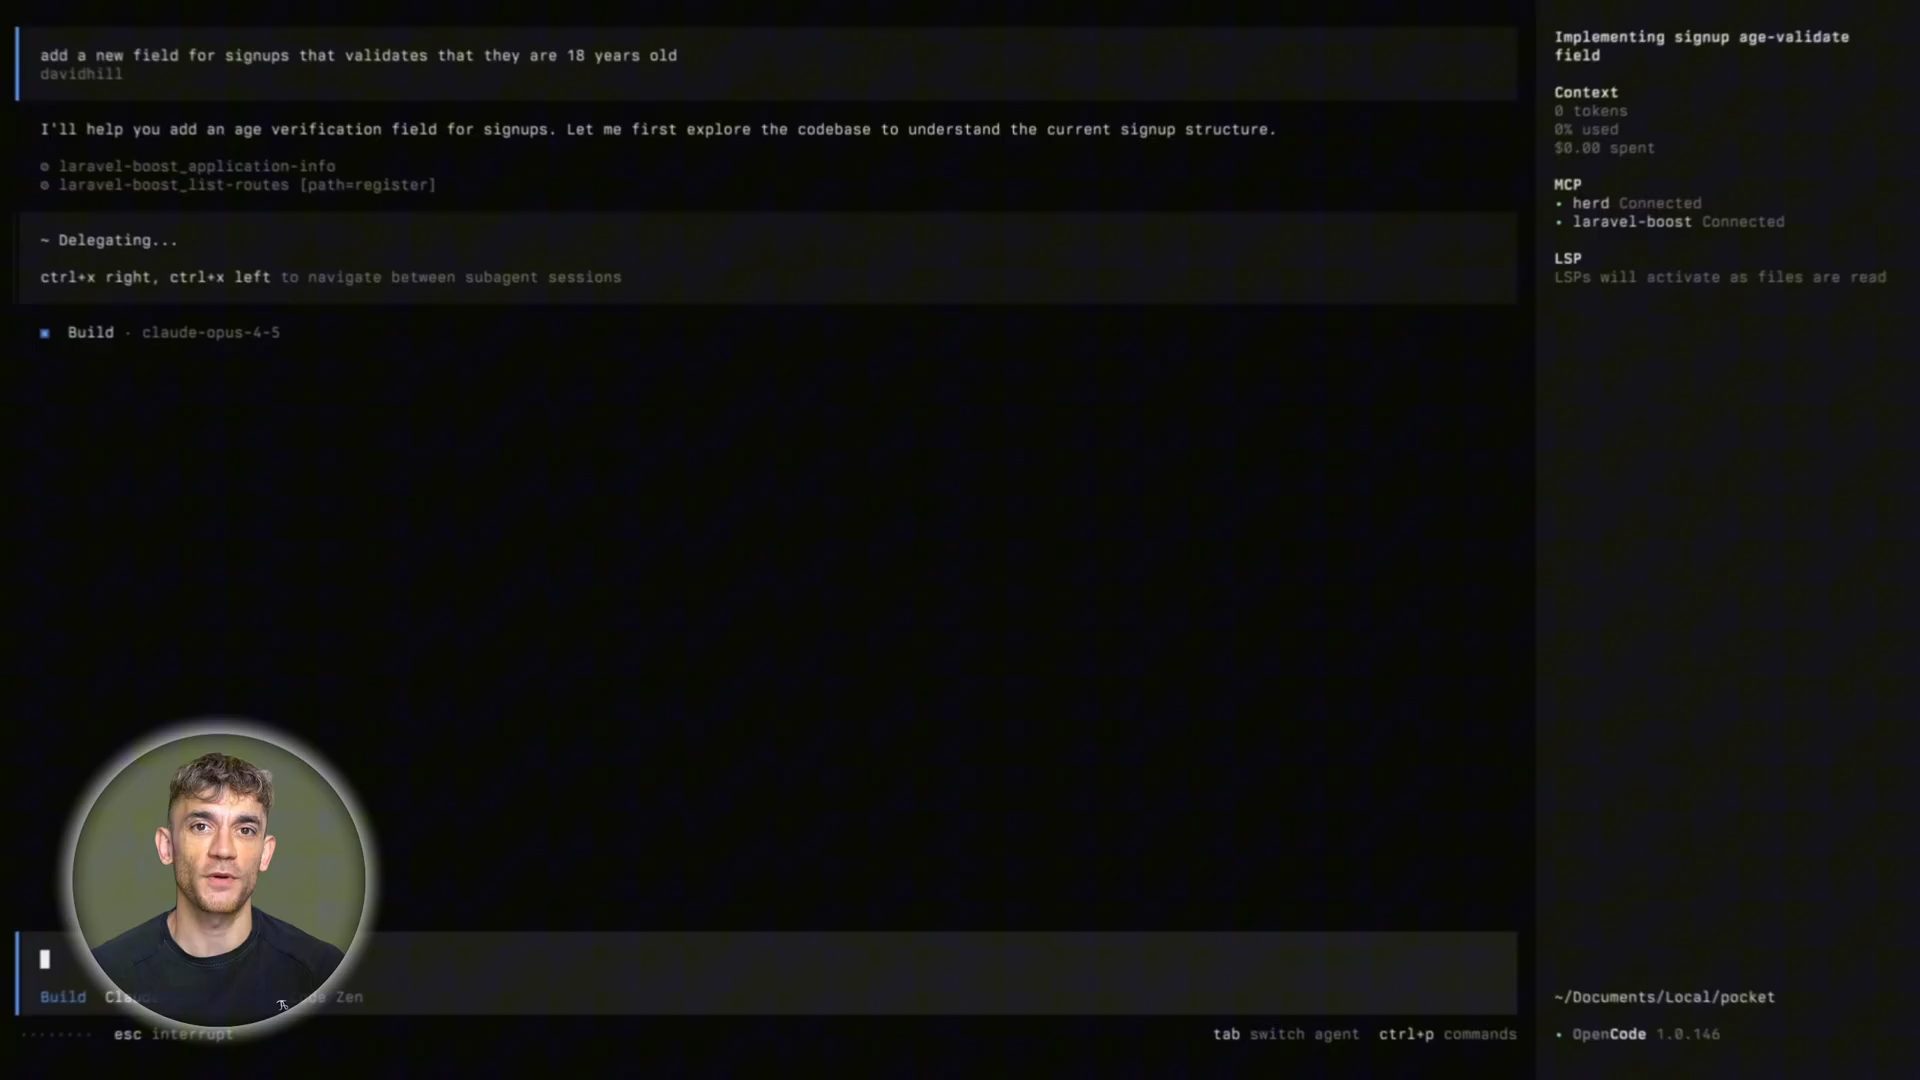 add a new field for signups that validates that they are 18 years old
davidhill
I'll help you add an age verification field for signups. Let me first explore the codebase to understand the current signup structure.
⚙ laravel-boost_application-info
⚙ laravel-boost_list-routes [path=register]
~ Delegating...
ctrl+x right, ctrl+x left to navigate between subagent sessions
Build · claude-opus-4-5
Build Zen
esc interrupt
tab switch agent ctrl+p commands
Implementing signup age-validate
field
Context
0 tokens
0% used
$0.00 spent
MCP
• herd Connected
• laravel-boost Connected
LSP
LSPs will activate as files are read
~/Documents/Local/pocket
• OpenCode 1.0.146